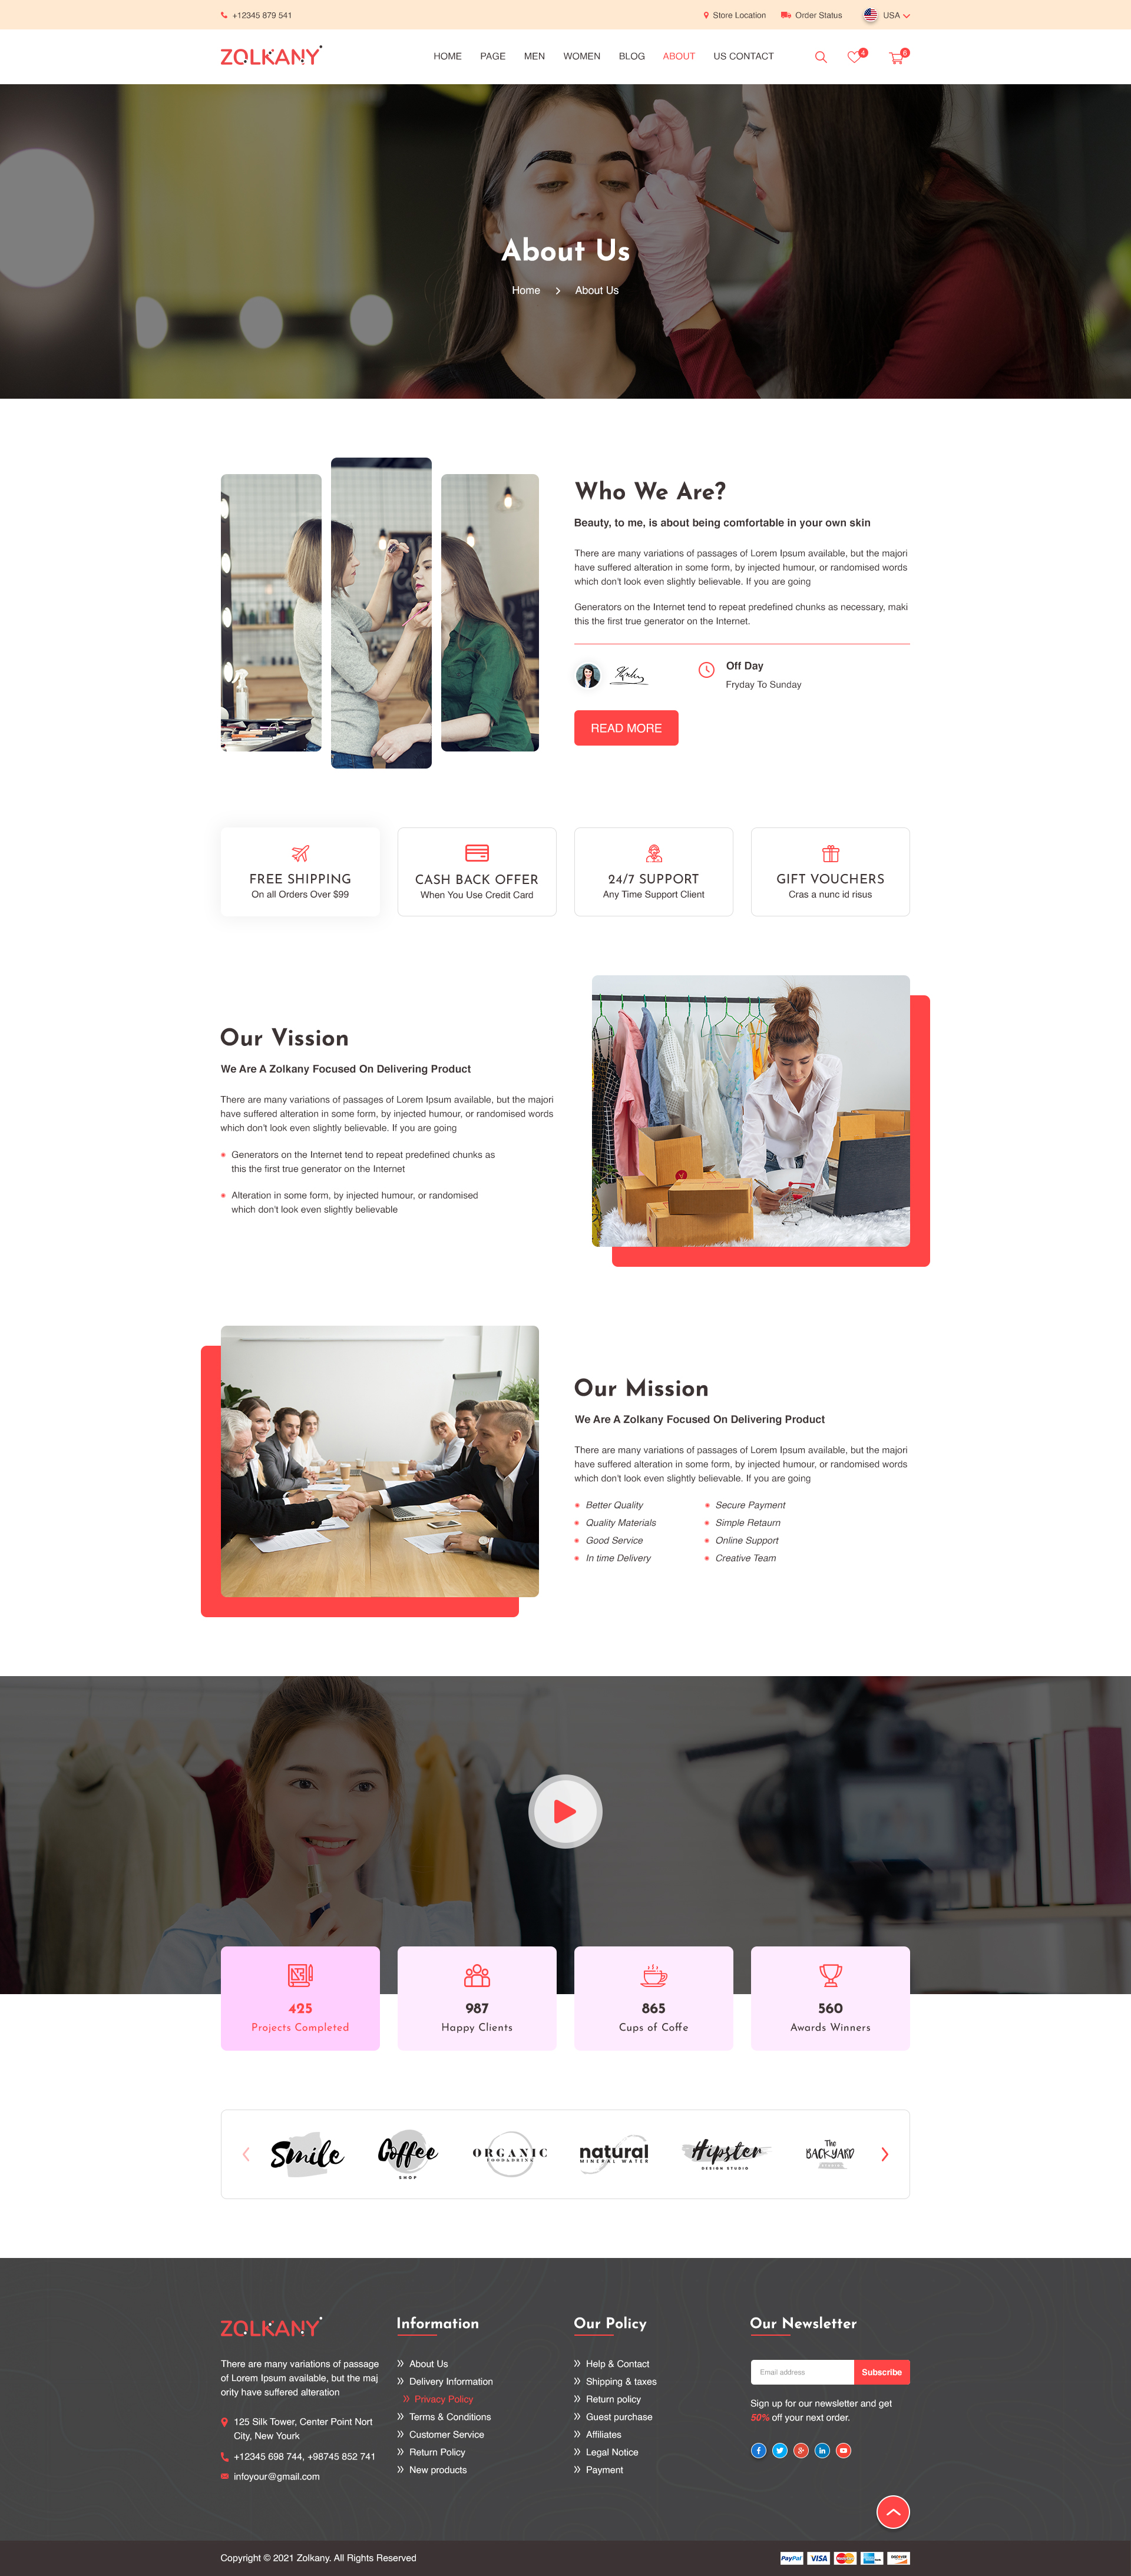 +12345 879 541
Store Location
Order Status
USA
ZOLKANY
HOME PAGE MEN WOMEN BLOG ABOUT US CONTACT
4
6
About Us
Home > About Us
Who We Are?
Beauty, to me, is about being comfortable in your own skin
There are many variations of passages of Lorem Ipsum available, but the majori
have suffered alteration in some form, by injected humour, or randomised words
which don't look even slightly believable. If you are going
Generators on the Internet tend to repeat predefined chunks as necessary, maki
this the first true generator on the Internet.
Off Day
Fryday To Sunday
READ MORE
FREE SHIPPING
On all Orders Over $99
CASH BACK OFFER
When You Use Credit Card
24/7 SUPPORT
Any Time Support Client
GIFT VOUCHERS
Cras a nunc id risus
Our Vission
We Are A Zolkany Focused On Delivering Product
There are many variations of passages of Lorem Ipsum available, but the majori
have suffered alteration in some form, by injected humour, or randomised words
which don't look even slightly believable. If you are going
Generators on the Internet tend to repeat predefined chunks as
this the first true generator on the Internet
Alteration in some form, by injected humour, or randomised
which don't look even slightly believable
Our Mission
We Are A Zolkany Focused On Delivering Product
There are many variations of passages of Lorem Ipsum available, but the majori
have suffered alteration in some form, by injected humour, or randomised words
which don't look even slightly believable. If you are going
Better Quality
Quality Materials
Good Service
In time Delivery
Secure Payment
Simple Retaurn
Online Support
Creative Team
425
Projects Completed
987
Happy Clients
865
Cups of Coffe
560
Awards Winners
Smile
Coffee
SHOP
ORGANIC
FOOD&DRINK
natural
MINERAL WATER
Hipster
DESIGN STUDIO
The
BACKYARD
ZOLKANY
There are many variations of passage
of Lorem Ipsum available, but the maj
ority have suffered alteration
125 Silk Tower, Center Point Nort
City, New Yourk
+12345 698 744, +98745 852 741
infoyour@gmail.com
Information
About Us
Delivery Information
Privacy Policy
Terms & Conditions
Customer Service
Return Policy
New products
Our Policy
Help & Contact
Shipping & taxes
Return policy
Guest purchase
Affiliates
Legal Notice
Payment
Our Newsletter
Email address
Subscribe
Sign up for our newsletter and get
50% off your next order.
Copyright © 2021 Zolkany. All Rights Reserved
PayPal
VISA
DISCOVER